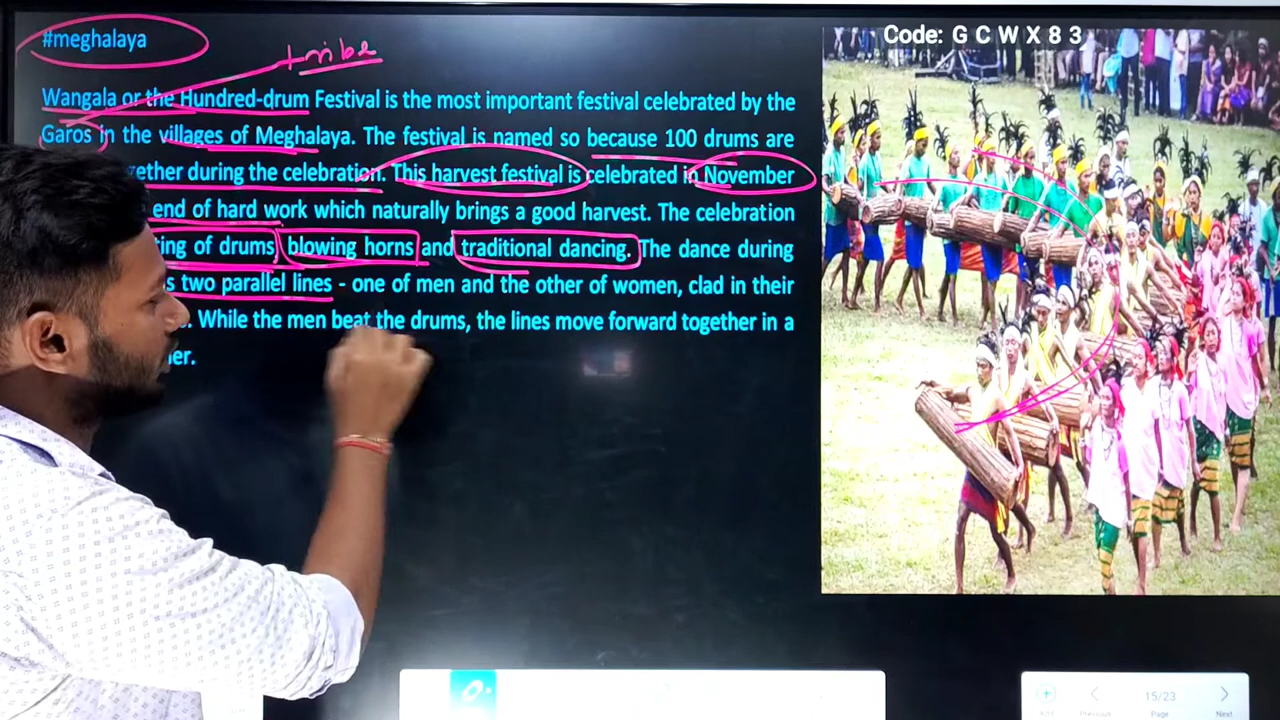 #meghalaya
tribe
Code: G C W X 8 3
Wangala or the Hundred-drum Festival is the most important festival celebrated by the
Garos in the villages of Meghalaya. The festival is named so because 100 drums are
during the celebration. This harvest festival is celebrated in November
end of hard work which naturally brings a good harvest. The celebration
of drums, blowing horns and traditional dancing. The dance during
two parallel lines - one of men and the other of women, clad in their
While the men beat the drums, the lines move forward together in a
15/23
Add
Previous
Page
Next